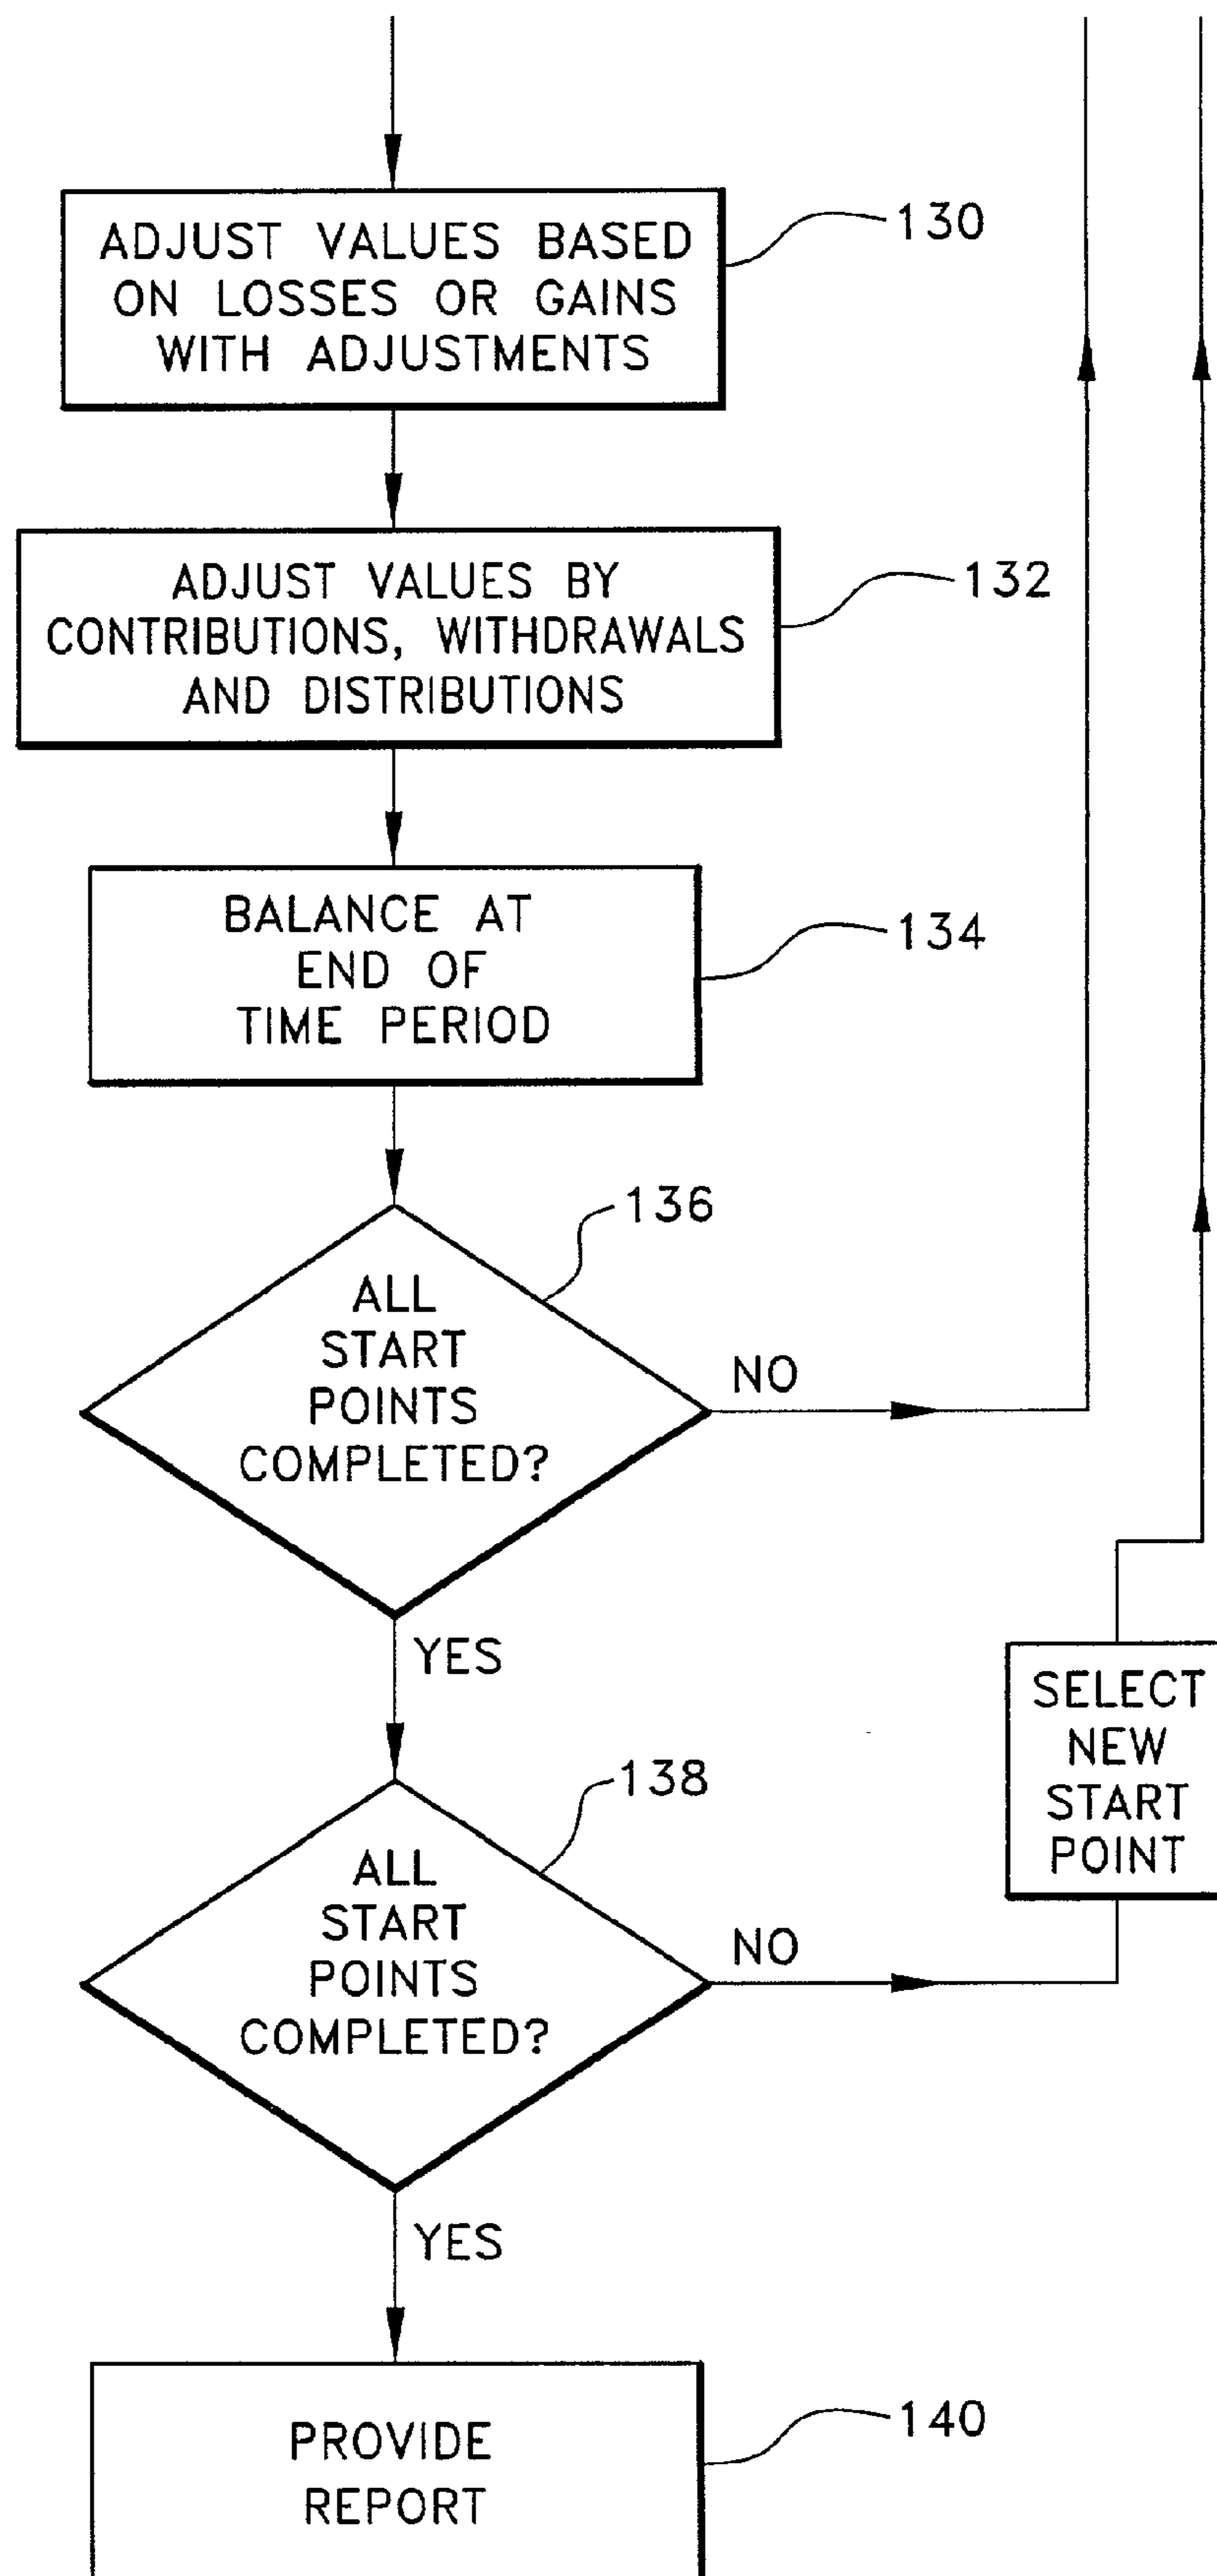 ADJUST VALUES BASED
ON LOSSES OR GAINS
WITH ADJUSTMENTS
130
ADJUST VALUES BY
CONTRIBUTIONS, WITHDRAWALS
AND DISTRIBUTIONS
132
BALANCE AT
END OF
TIME PERIOD
134
136
ALL
START
POINTS
COMPLETED?
NO
YES
SELECT
NEW
START
POINT
138
ALL
START
POINTS
COMPLETED?
NO
YES
PROVIDE
REPORT
140